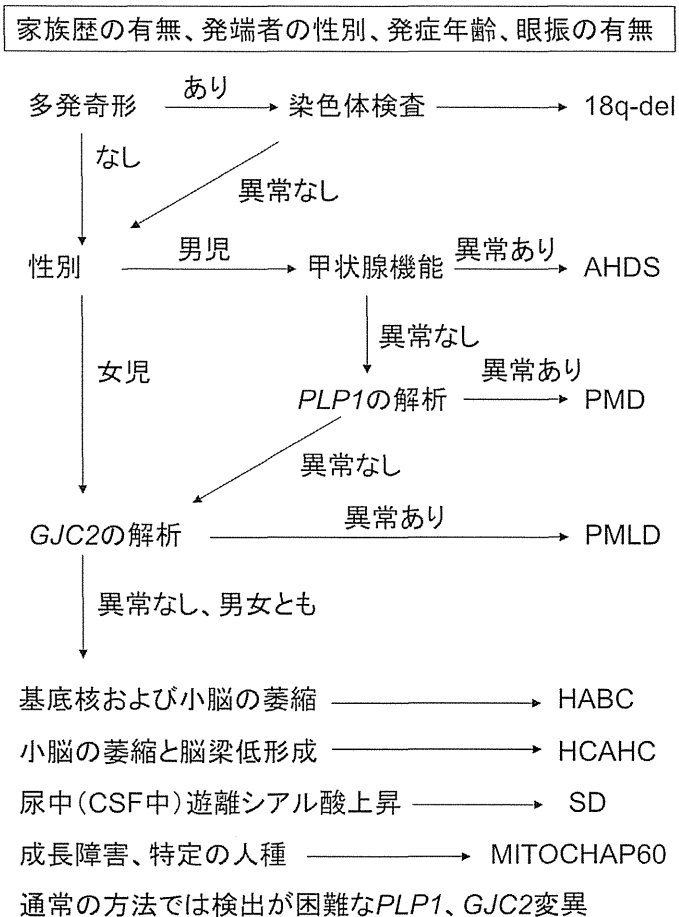 家族歴の有無、発端者の性別、発症年齢、眼振の有無
多発奇形 あり 染色体検査 18q-del
なし
異常なし
性別 男児 甲状腺機能 異常あり AHDS
異常なし
女児
PLP1の解析 異常あり PMD
異常なし
GJC2の解析 異常あり PMLD
異常なし、男女とも
基底核および小脳の萎縮 HABC
小脳の萎縮と脳梁低形成 HCAHC
尿中(CSF中)遊離シアル酸上昇 SD
成長障害、特定の人種 MITOCHAP60
通常の方法では検出が困難なPLP1、GJC2変異